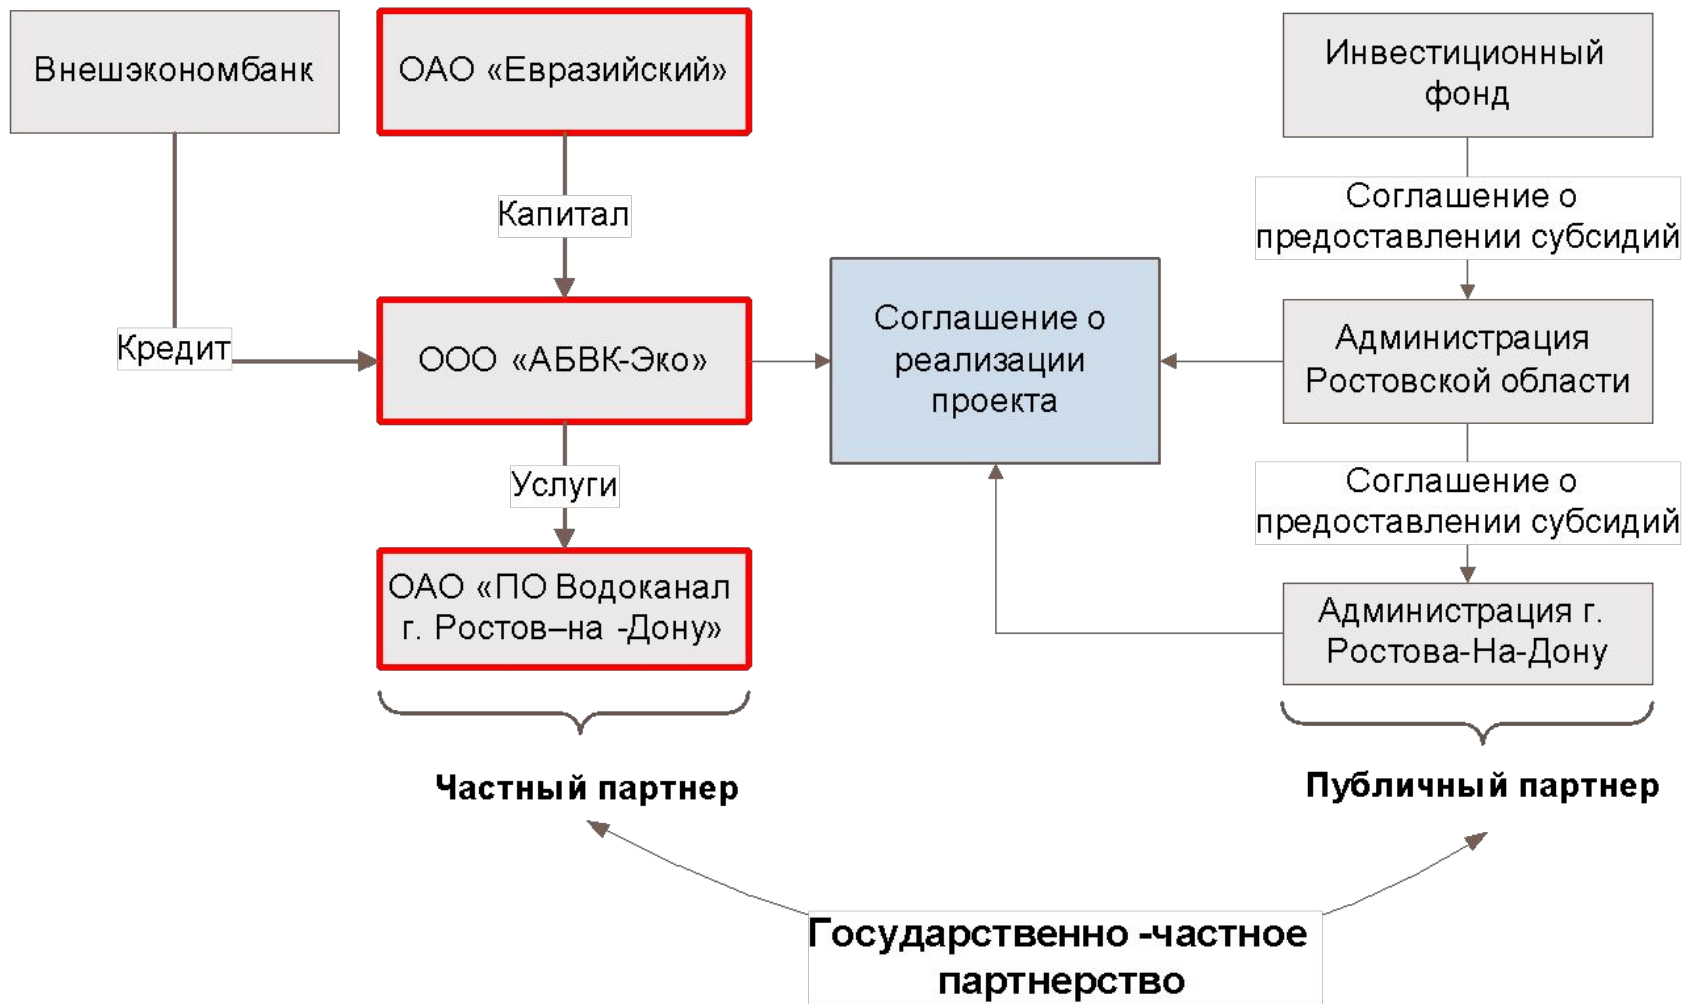 Внешэкономбанк
ОАО «Евразийский»
Инвестиционный
фонд
Капитал
Соглашение о
предоставлении субсидий
Кредит
ООО «АБВК-Эко»
Соглашение о
реализации
проекта
Администрация
Ростовской области
Услуги
Соглашение о
предоставлении субсидий
ОАО «ПО Водоканал
г. Ростов–на -Дону»
Администрация г.
Ростова-На-Дону
Частный партнер
Публичный партнер
Государственно -частное
партнерство